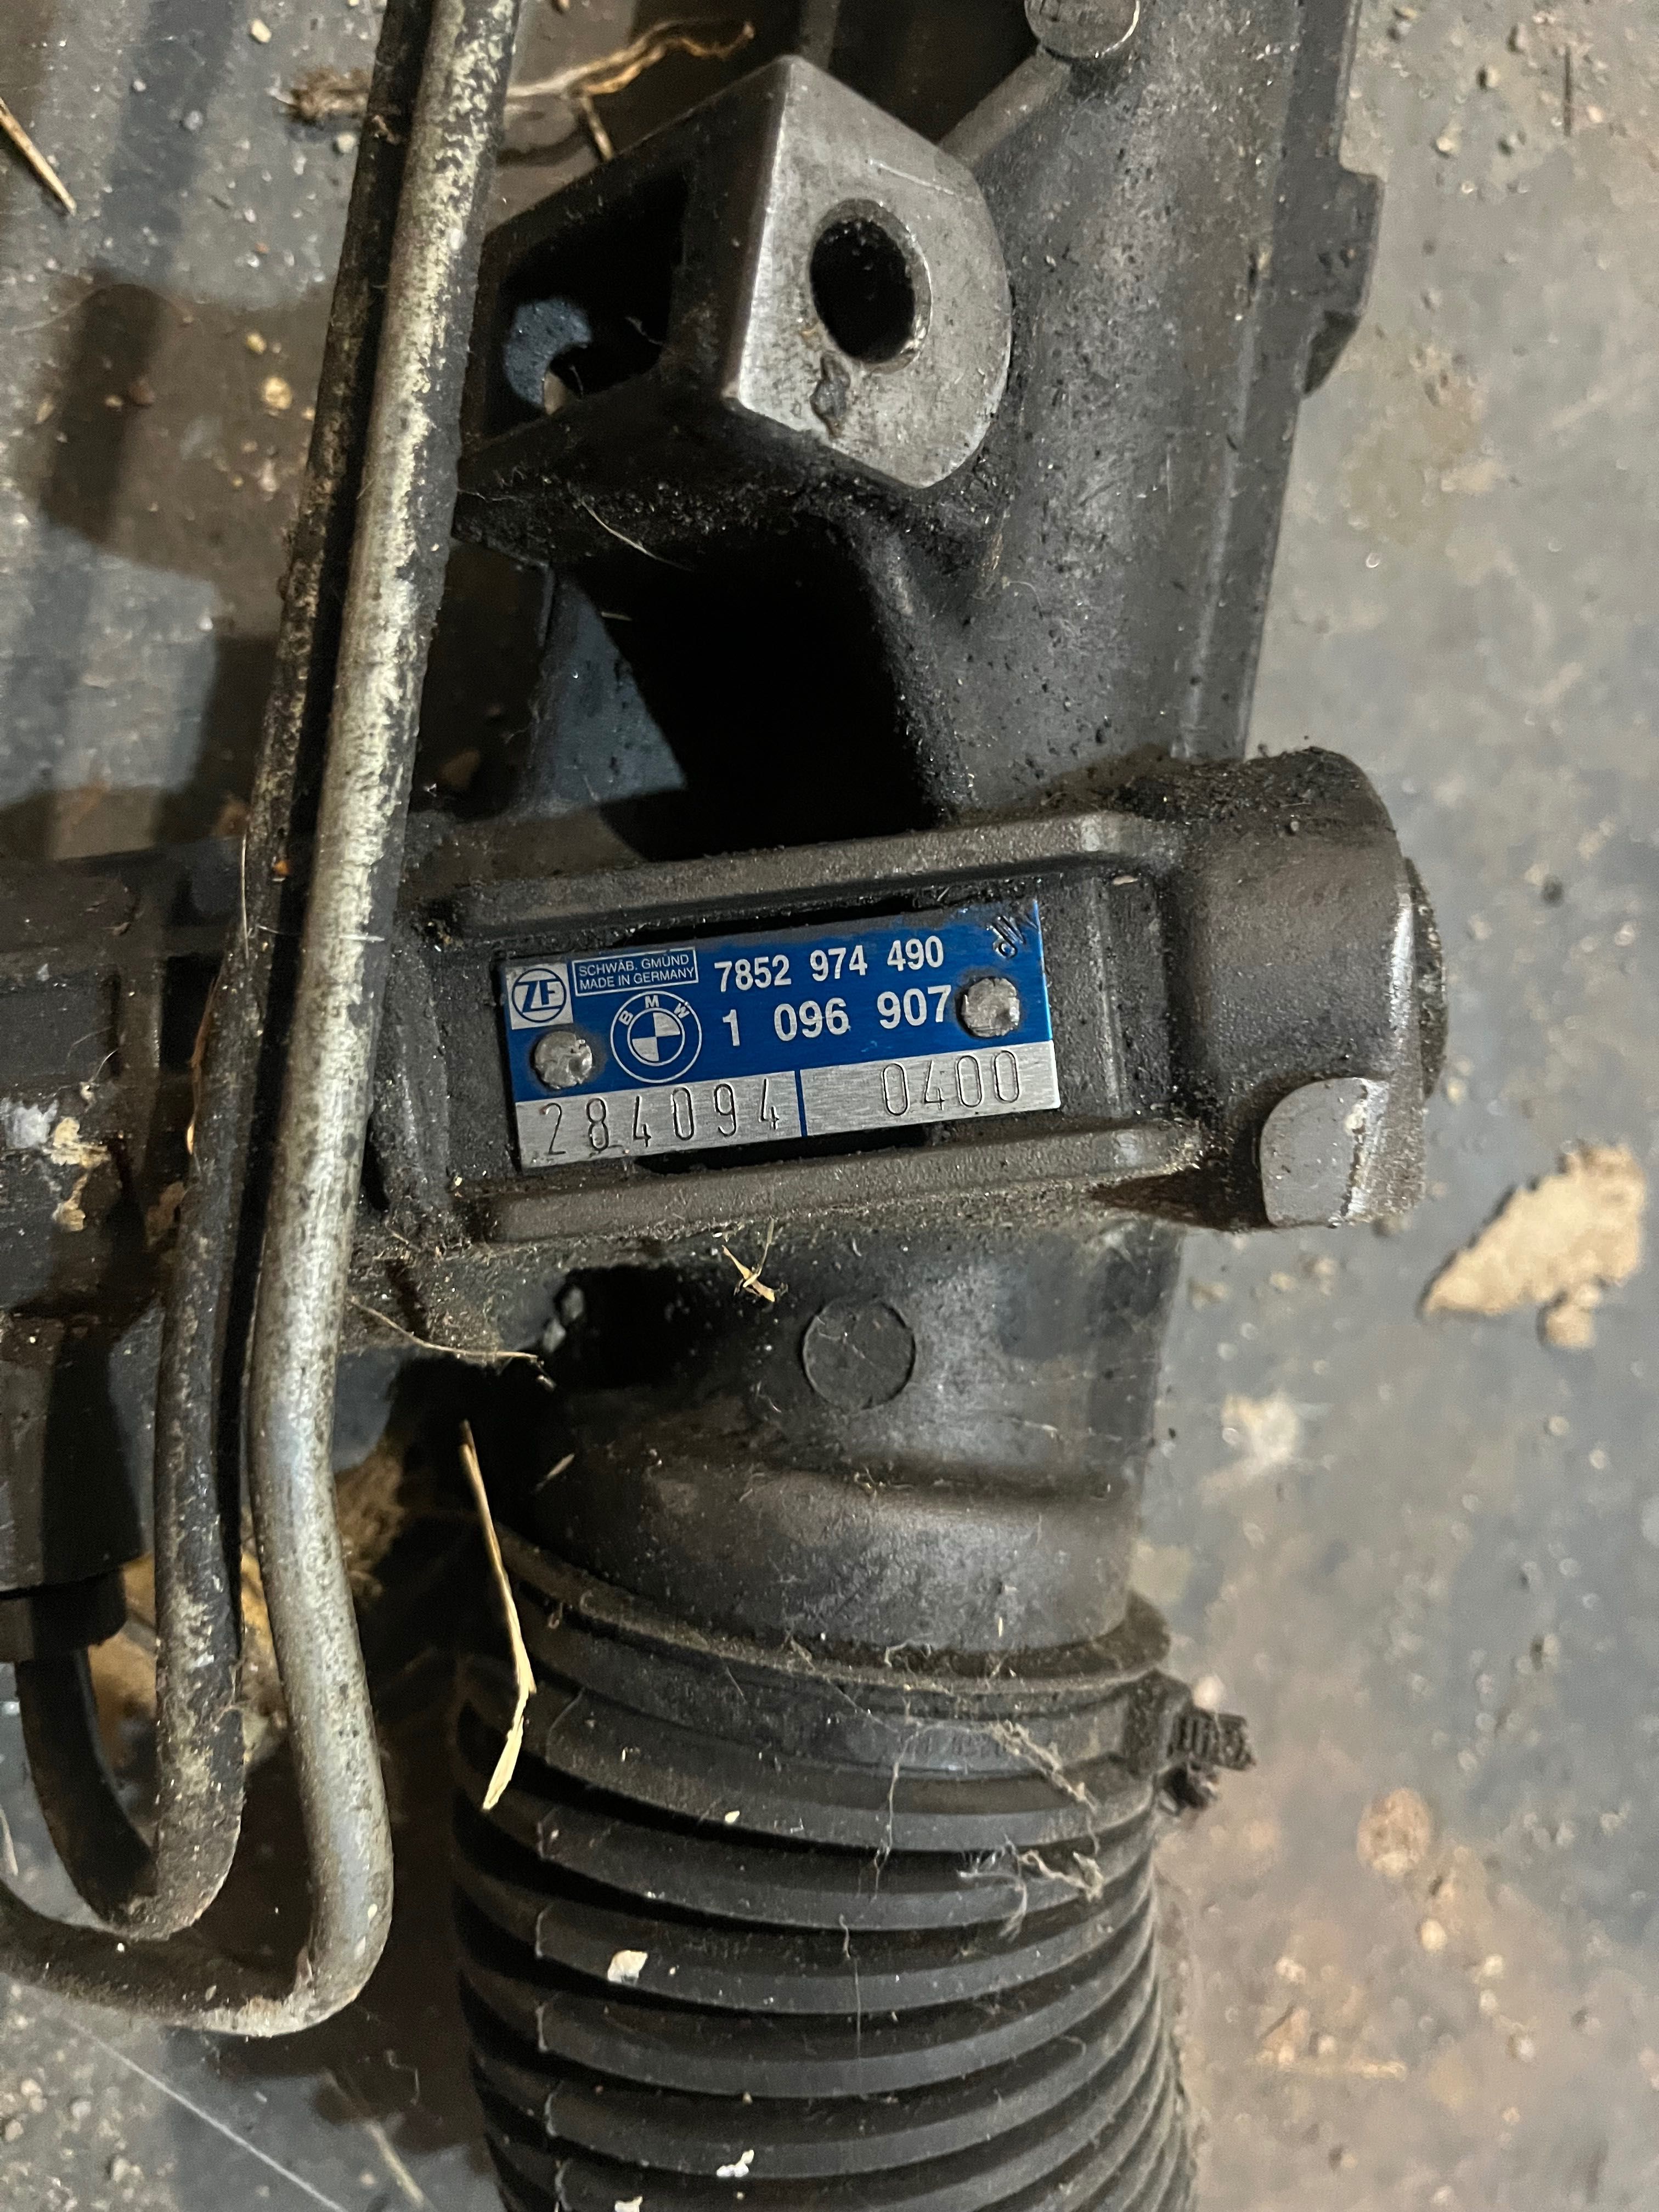 ZF
SCHWÄB. GMÜND
MADE IN GERMANY
7852 974 490
BMW
1 096 907
284094 0400